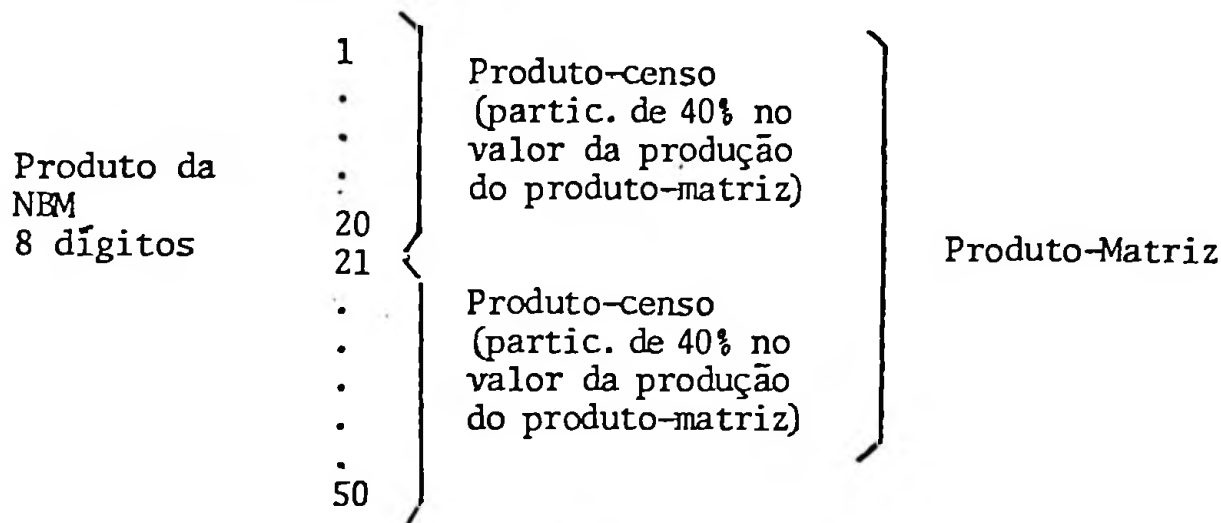 Produto da
NBM
8 dígitos
1
.
.
.
.
20
21
.
.
.
.
.
50
Produto-censo
(partic. de 40% no
valor da produção
do produto-matriz)
Produto-censo
(partic. de 40% no
valor da produção
do produto-matriz)
Produto-Matriz